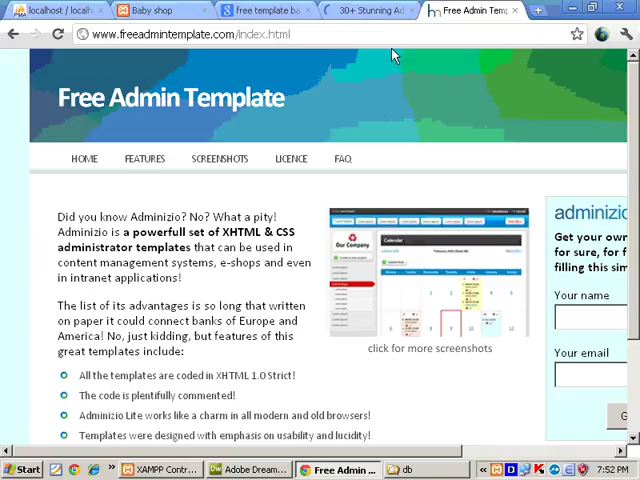 localhost / localh
Baby shop
free template ba
30+ Stunning Ad
Free Admin Temp
www.freeadmintemplate.com/index.html
Free Admin Template
HOME
FEATURES
SCREENSHOTS
LICENCE
FAQ
Did you know Adminizio? No? What a pity!
Adminizio is a powerfull set of XHTML & CSS
administrator templates that can be used in
content management systems, e-shops and even
in intranet applications!
The list of its advantages is so long that written
on paper it could connect banks of Europe and
America! No, just kidding, but features of this
great templates include:
All the templates are coded in XHTML 1.0 Strict!
The code is plentifully commented!
Adminizio Lite works like a charm in all modern and old browsers!
Templates were designed with emphasis on usability and lucidity!
Our Company
Calendar
click for more screenshots
adminizio
Get your own
for sure, for f
filling this sim
Your name
Your email
G
Start
XAMPP Contr...
Adobe Dream...
Free Admin ...
db
7:52 PM